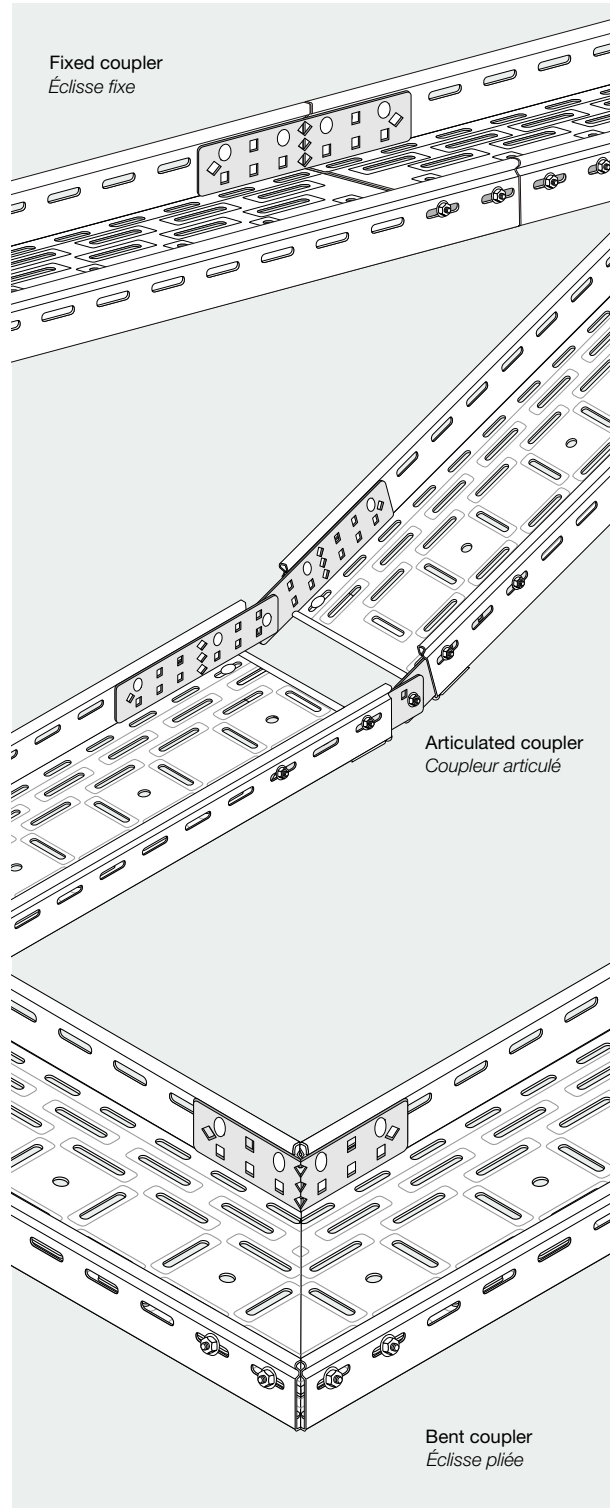 Fixed coupler
Éclisse fixe
Articulated coupler
Coupleur articulé
Bent coupler
Éclisse pliée